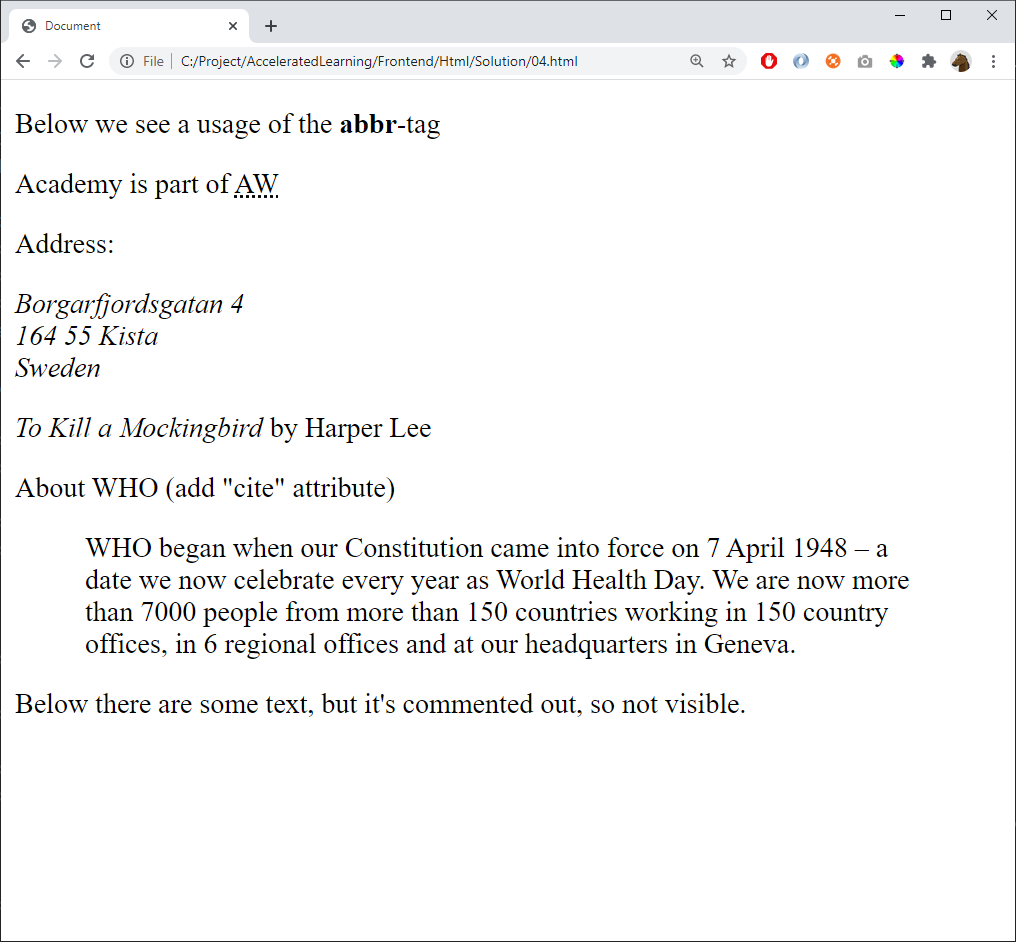 Document
File
C:/Project/AcceleratedLearning/Frontend/Html/Solution/04.html
Below we see a usage of the abbr-tag
Academy is part of AW
Address:
Borgarfjordsgatan 4
164 55 Kista
Sweden
To Kill a Mockingbird by Harper Lee
About WHO (add "cite" attribute)
WHO began when our Constitution came into force on 7 April 1948 – a
date we now celebrate every year as World Health Day. We are now more
than 7000 people from more than 150 countries working in 150 country
offices, in 6 regional offices and at our headquarters in Geneva.
Below there are some text, but it's commented out, so not visible.